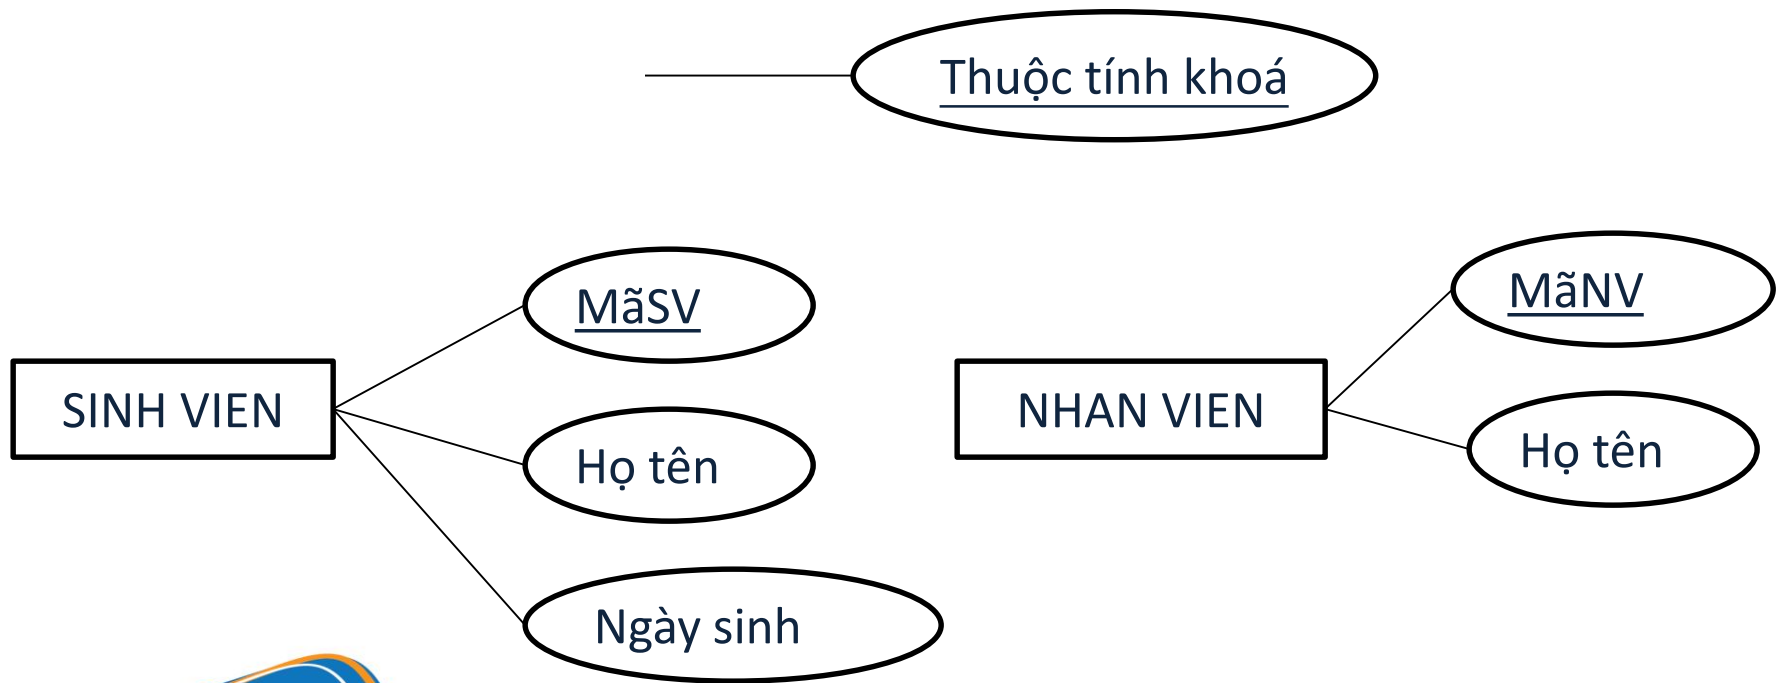 Thuộc tính khoá
SINH VIEN
MãSV
Họ tên
Ngày sinh
NHAN VIEN
MãNV
Họ tên